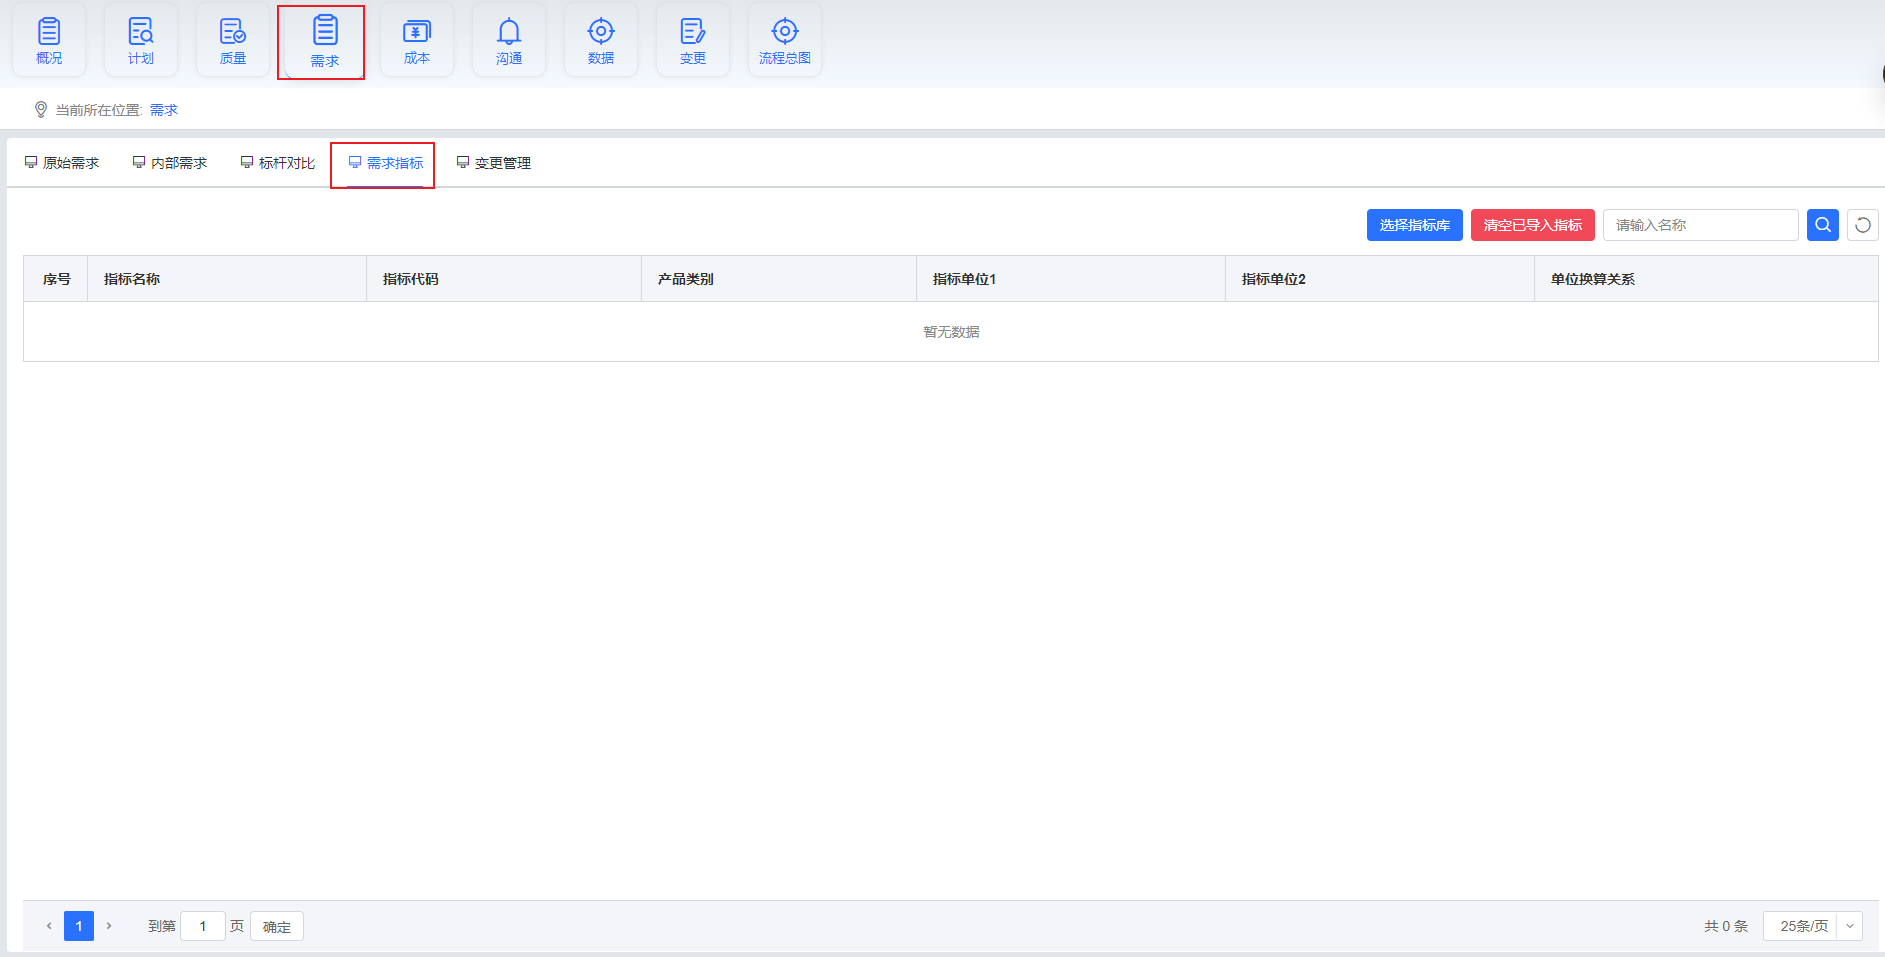 概况
计划
质量
需求
成本
沟通
数据
变更
流程总图
当前所在位置: 需求
原始需求
内部需求
标杆对比
需求指标
变更管理
选择指标库
清空已导入指标
请输入名称
序号 指标名称 指标代码 产品类别 指标单位1 指标单位2 单位换算关系
暂无数据
1 到第 1 页 确定 共 0 条 25条/页